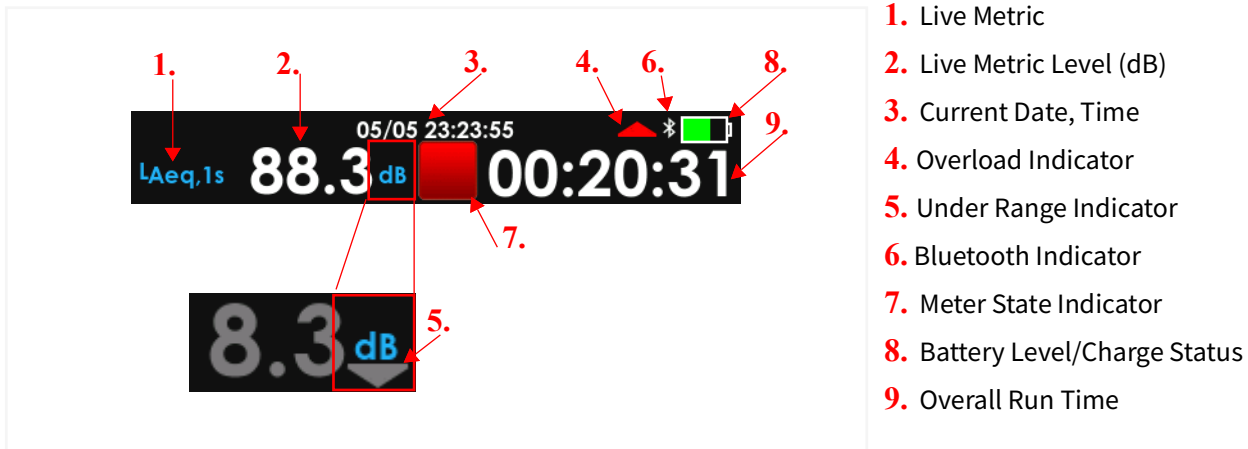 1. 2. 3. 4. 6. 8.
05/05 23:23:55
9.
LAeq,1s 88.3 dB 00:20:31
7.
5.
8.3 dB
1. Live Metric
2. Live Metric Level (dB)
3. Current Date, Time
4. Overload Indicator
5. Under Range Indicator
6. Bluetooth Indicator
7. Meter State Indicator
8. Battery Level/Charge Status
9. Overall Run Time